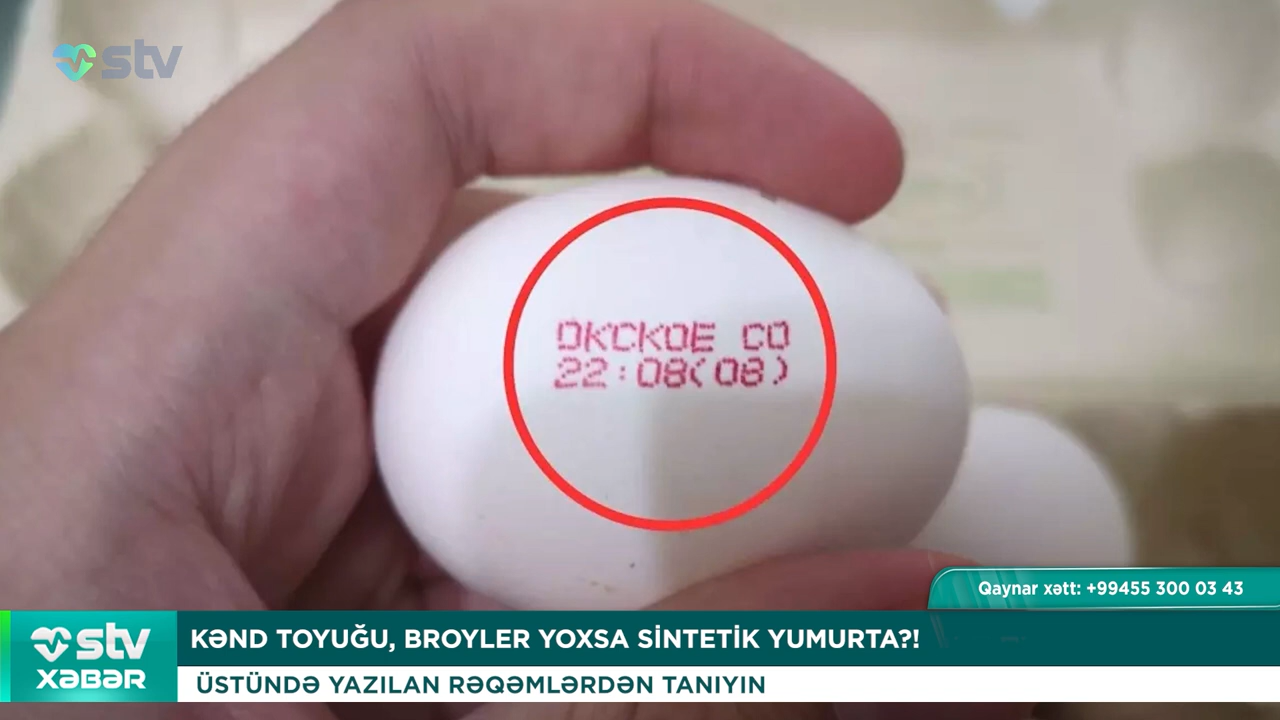 stv
OKCKOE CO
22:08(08)
Qaynar xətt: +99455 300 03 43
stv
XƏBƏR
KƏND TOYUĞU, BROYLER YOXSA SİNTETİK YUMURTA?!
ÜSTÜNDƏ YAZILAN RƏQƏMLƏRDƏN TANIYIN